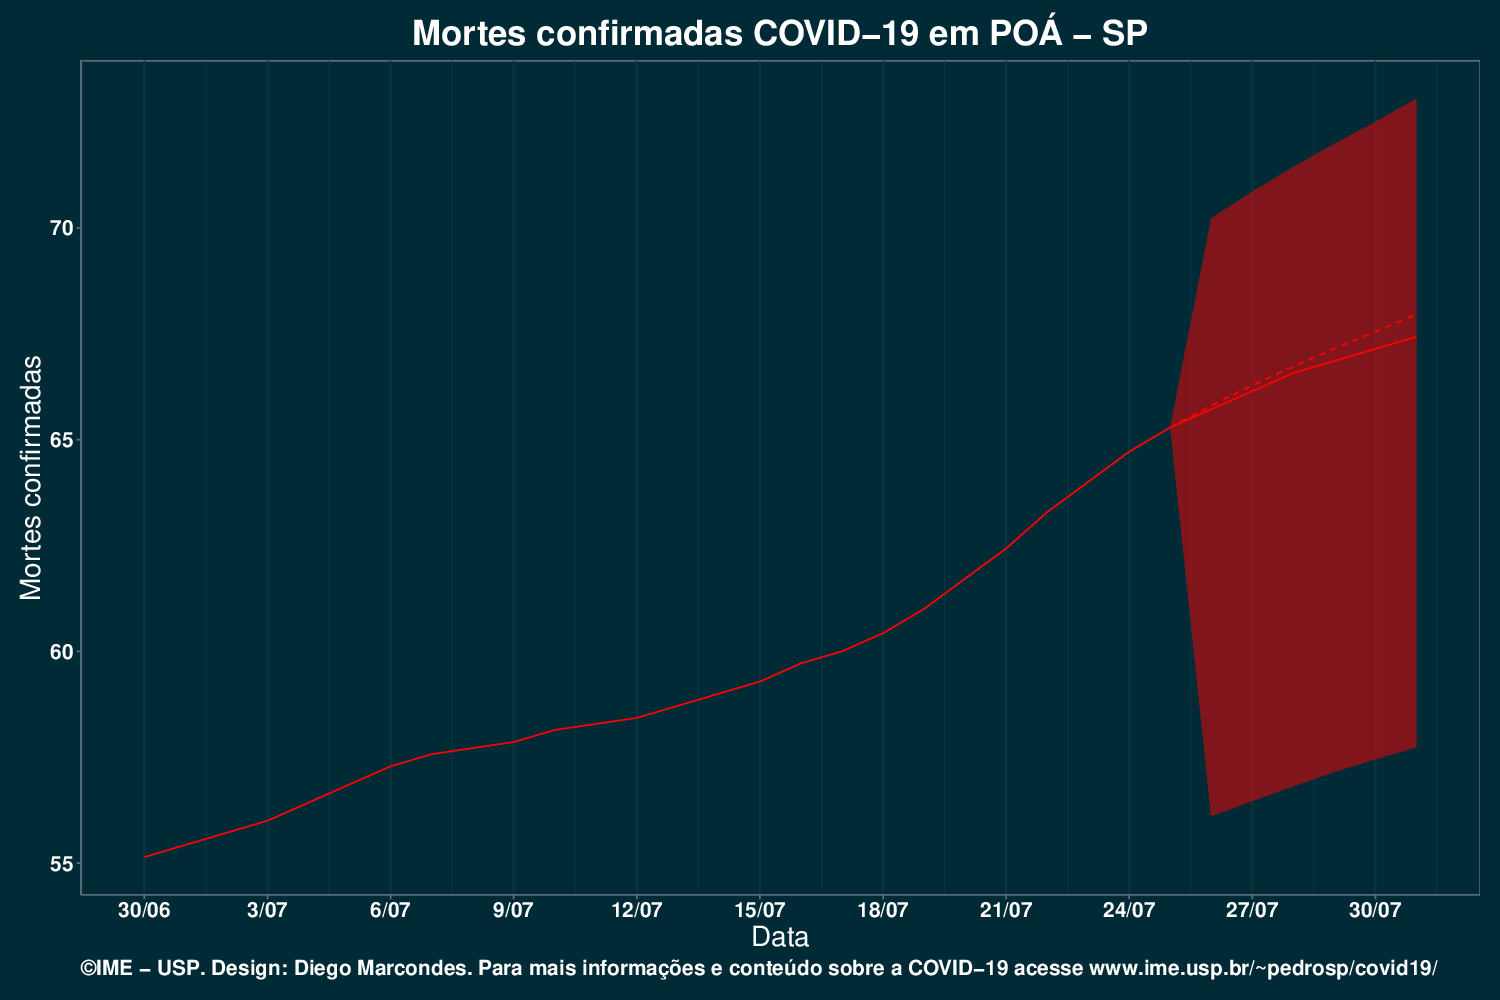 Mortes confirmadas COVID−19 em POÁ − SP
Mortes confirmadas
70
65
60
55
30/06 3/07 6/07 9/07 12/07 15/07 18/07 21/07 24/07 27/07 30/07
Data
©IME − USP. Design: Diego Marcondes. Para mais informações e conteúdo sobre a COVID−19 acesse www.ime.usp.br/~pedrosp/covid19/